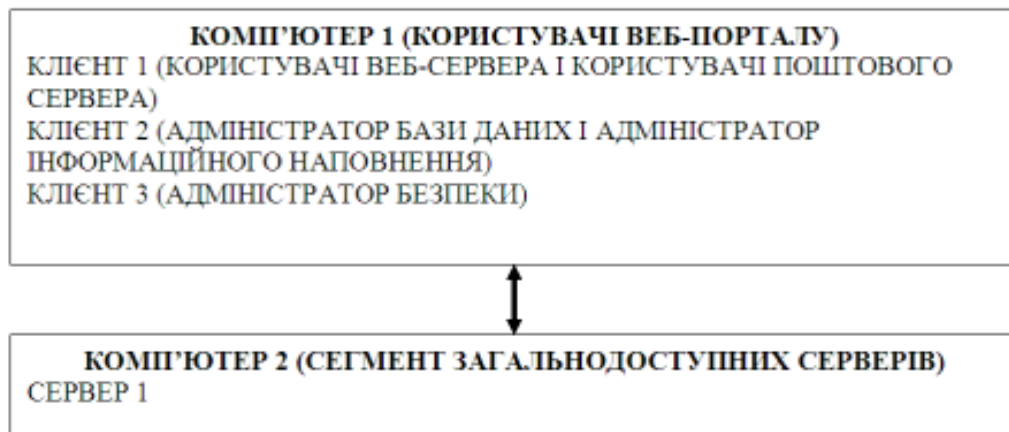 КОМП’ЮТЕР 1 (КОРИСТУВАЧІ ВЕБ-ПОРТАЛУ)
КЛІЄНТ 1 (КОРИСТУВАЧІ ВЕБ-СЕРВЕРА І КОРИСТУВАЧІ ПОШТОВОГО
СЕРВЕРА)
КЛІЄНТ 2 (АДМІНІСТРАТОР БАЗИ ДАНИХ І АДМІНІСТРАТОР
ІНФОРМАЦІЙНОГО НАПОВНЕННЯ)
КЛІЄНТ 3 (АДМІНІСТРАТОР БЕЗПЕКИ)
КОМП’ЮТЕР 2 (СЕГМЕНТ ЗАГАЛЬНОДОСТУПНИХ СЕРВЕРІВ)
СЕРВЕР 1